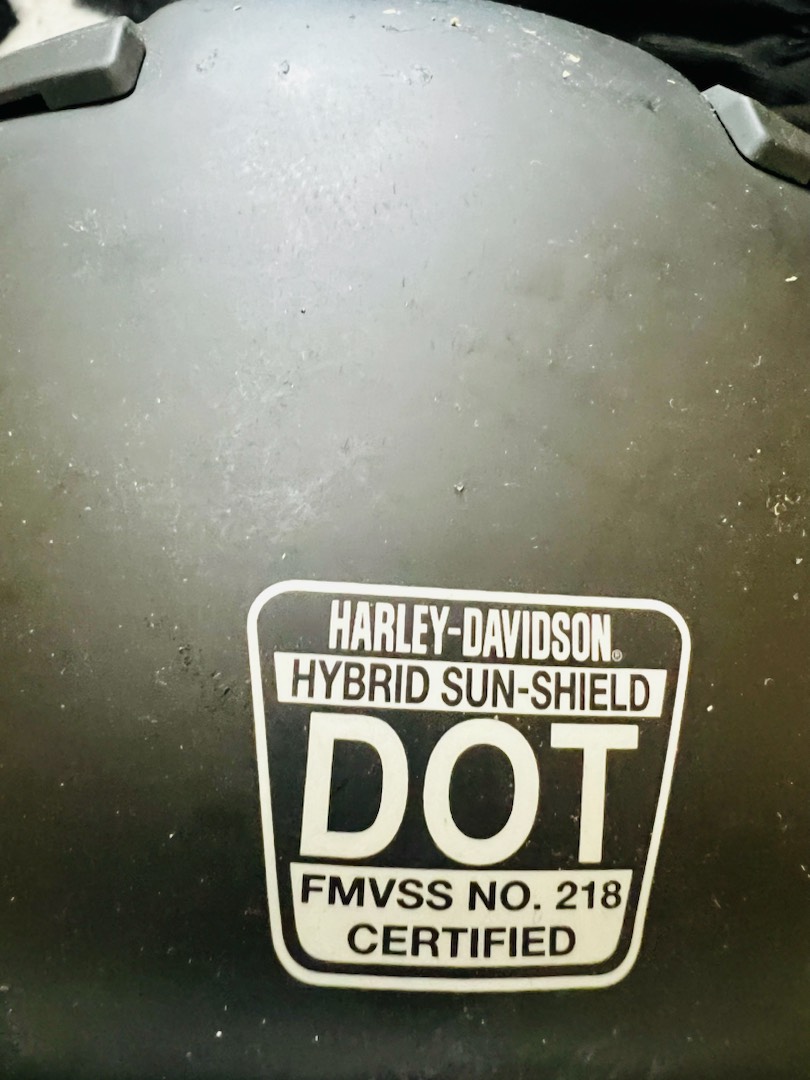 HARLEY-DAVIDSON®
HYBRID SUN-SHIELD
DOT
FMVSS NO. 218
CERTIFIED